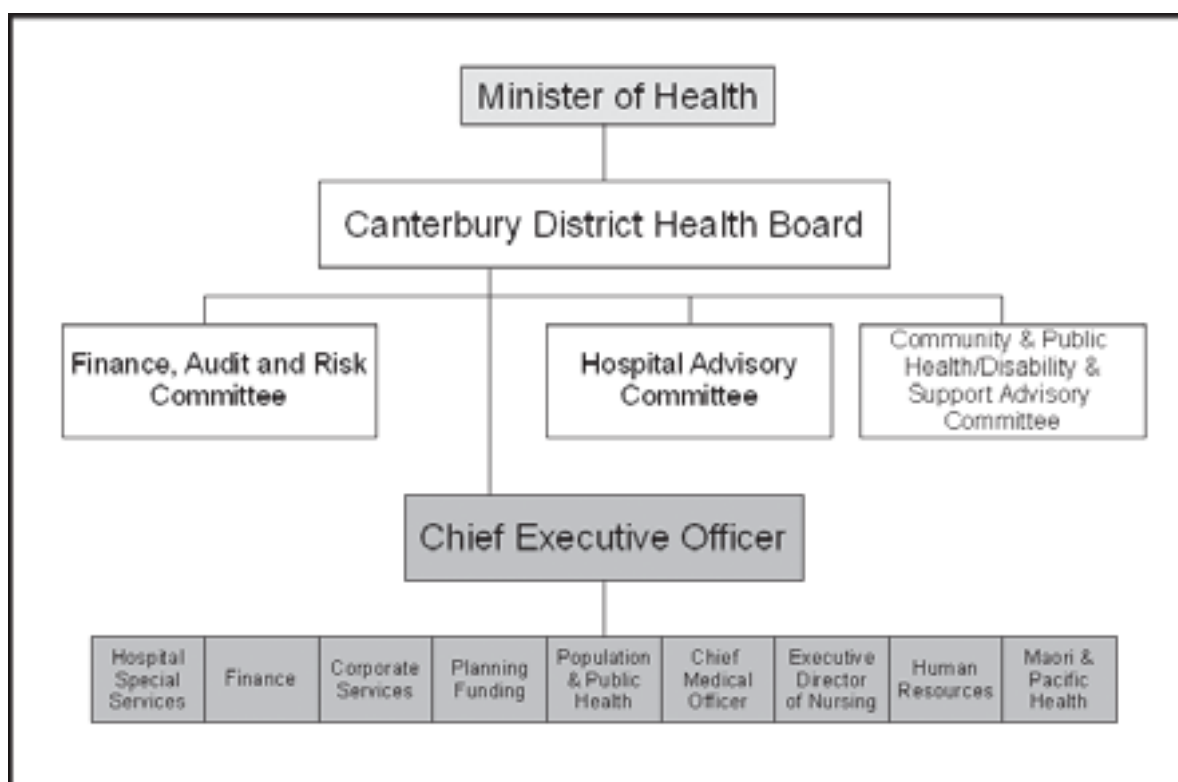 Minister of Health
Canterbury District Health Board
Finance, Audit and Risk
Committee
Hospital Advisory
Committee
Community & Public
Health/Disability &
Support Advisory
Committee
Chief Executive Officer
Hospital
Special
Services
Finance
Corporate
Services
Planning
Funding
Population
& Public
Health
Chief
Medical
Officer
Executive
Director
of Nursing
Human
Resources
Maori &
Pacific
Health